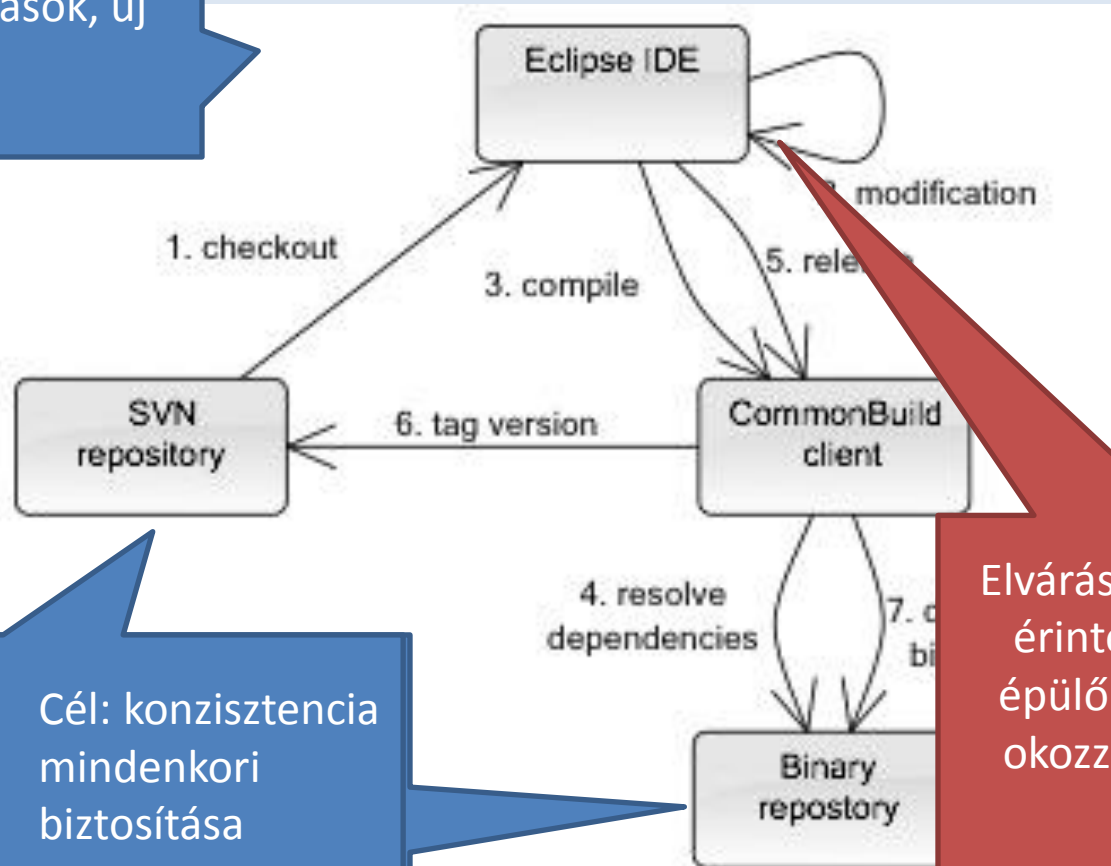 ások, új
Eclipse IDE
modification
1. checkout
5. rele
3. compile
SVN
repository
6. tag version
CommonBuild
client
4. resolve
dependencies
7.
bi
Elvárás
érint
épülő
okozz
Cél: konzisztencia
mindenkori
biztosítása
Binary
repostory